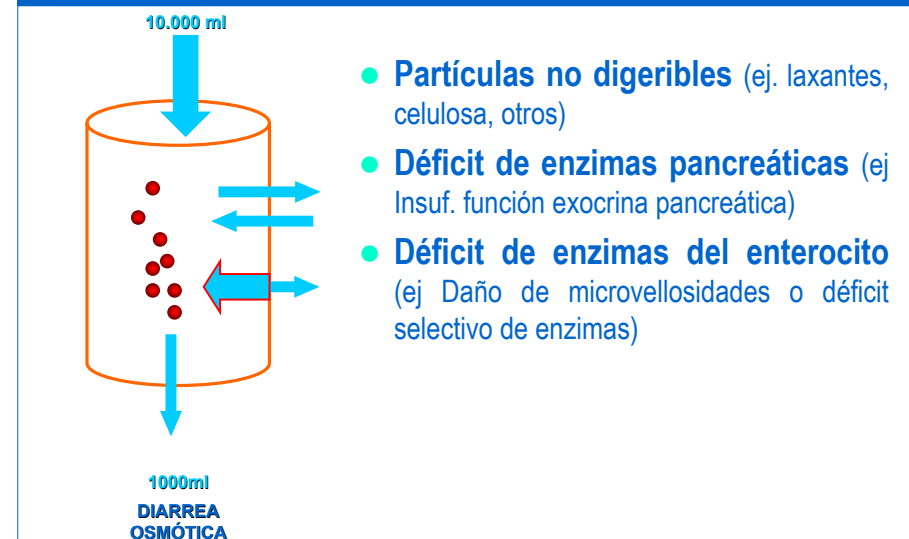 10.000 ml
● Partículas no digeribles (ej. laxantes,
celulosa, otros)
● Déficit de enzimas pancreáticas (ej
Insuf. función exocrina pancreática)
● Déficit de enzimas del enterocito
(ej Daño de microvellosidades o déficit
selectivo de enzimas)
1000ml
DIARREA
OSMÓTICA